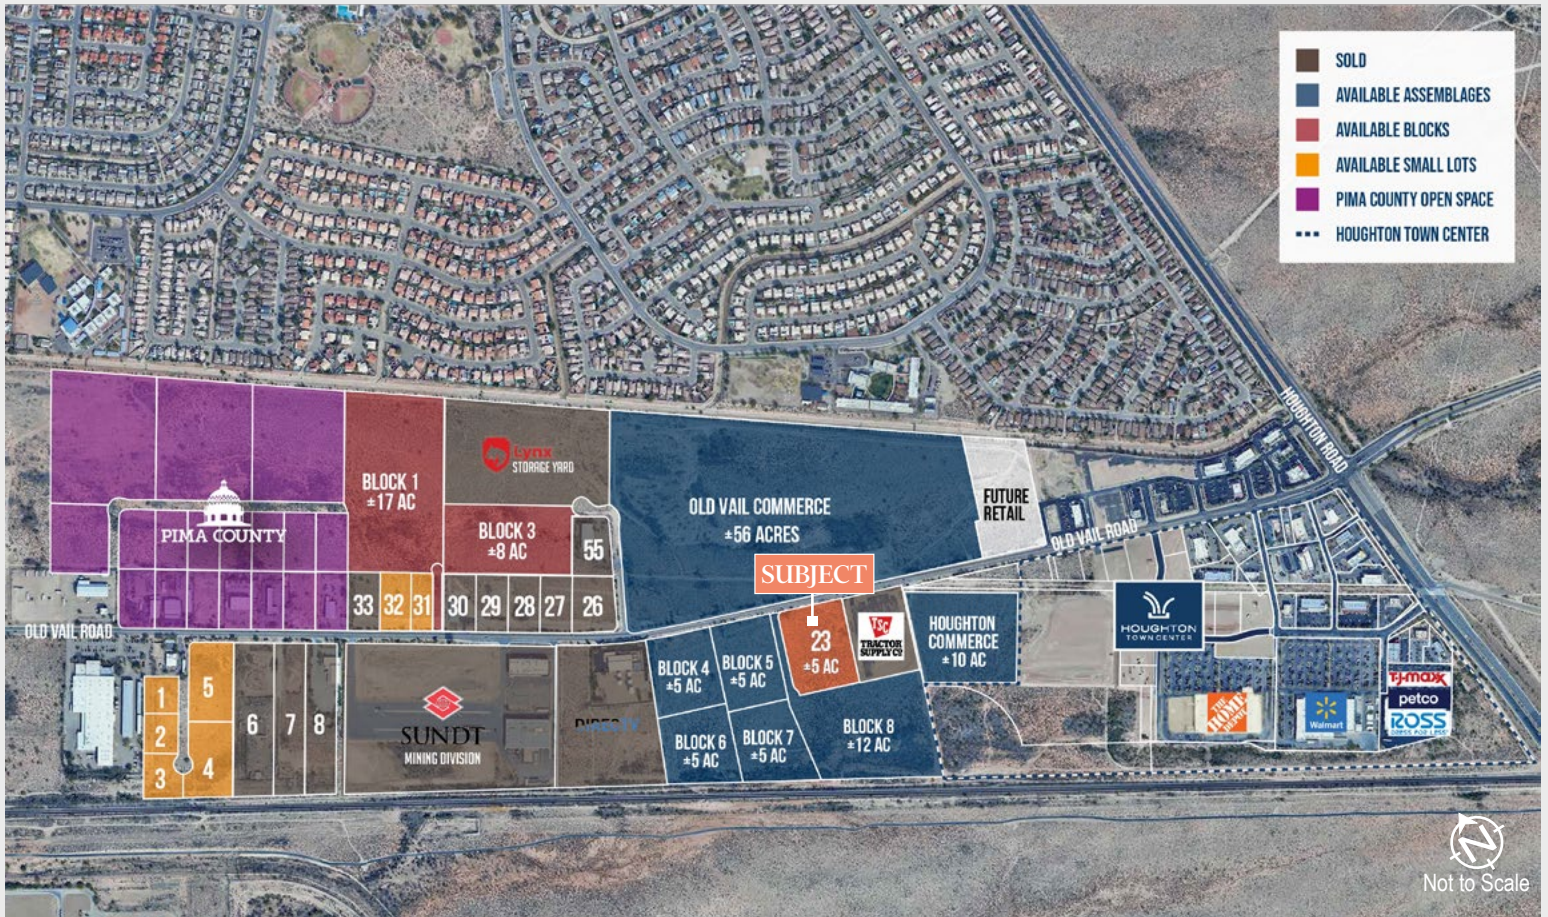 SOLD
AVAILABLE ASSEMBLAGES
AVAILABLE BLOCKS
AVAILABLE SMALL LOTS
PIMA COUNTY OPEN SPACE
HOUGHTON TOWN CENTER
HOUGHTON ROAD
BLOCK 1
±17 AC
Lynx
STORAGE YARD
OLD VAIL COMMERCE
±56 ACRES
FUTURE
RETAIL
OLD VAIL ROAD
PIMA COUNTY
BLOCK 3
±8 AC
55
SUBJECT
33
32
31
30
29
28
27
26
OLD VAIL ROAD
23
±5 AC
TSC
TRACTOR
SUPPLY CO
HOUGHTON
COMMERCE
±10 AC
HOUGHTON
TOWN CENTER
BLOCK 4
±5 AC
BLOCK 5
±5 AC
1
2
3
5
4
6
7
8
SUNDT
MINING DIVISION
DIRECTV
BLOCK 6
±5 AC
BLOCK 7
±5 AC
BLOCK 8
±12 AC
THE
HOME
DEPOT
Walmart
T·J·maxx
petco
ROSS
DRESS FOR LESS
N
Not to Scale